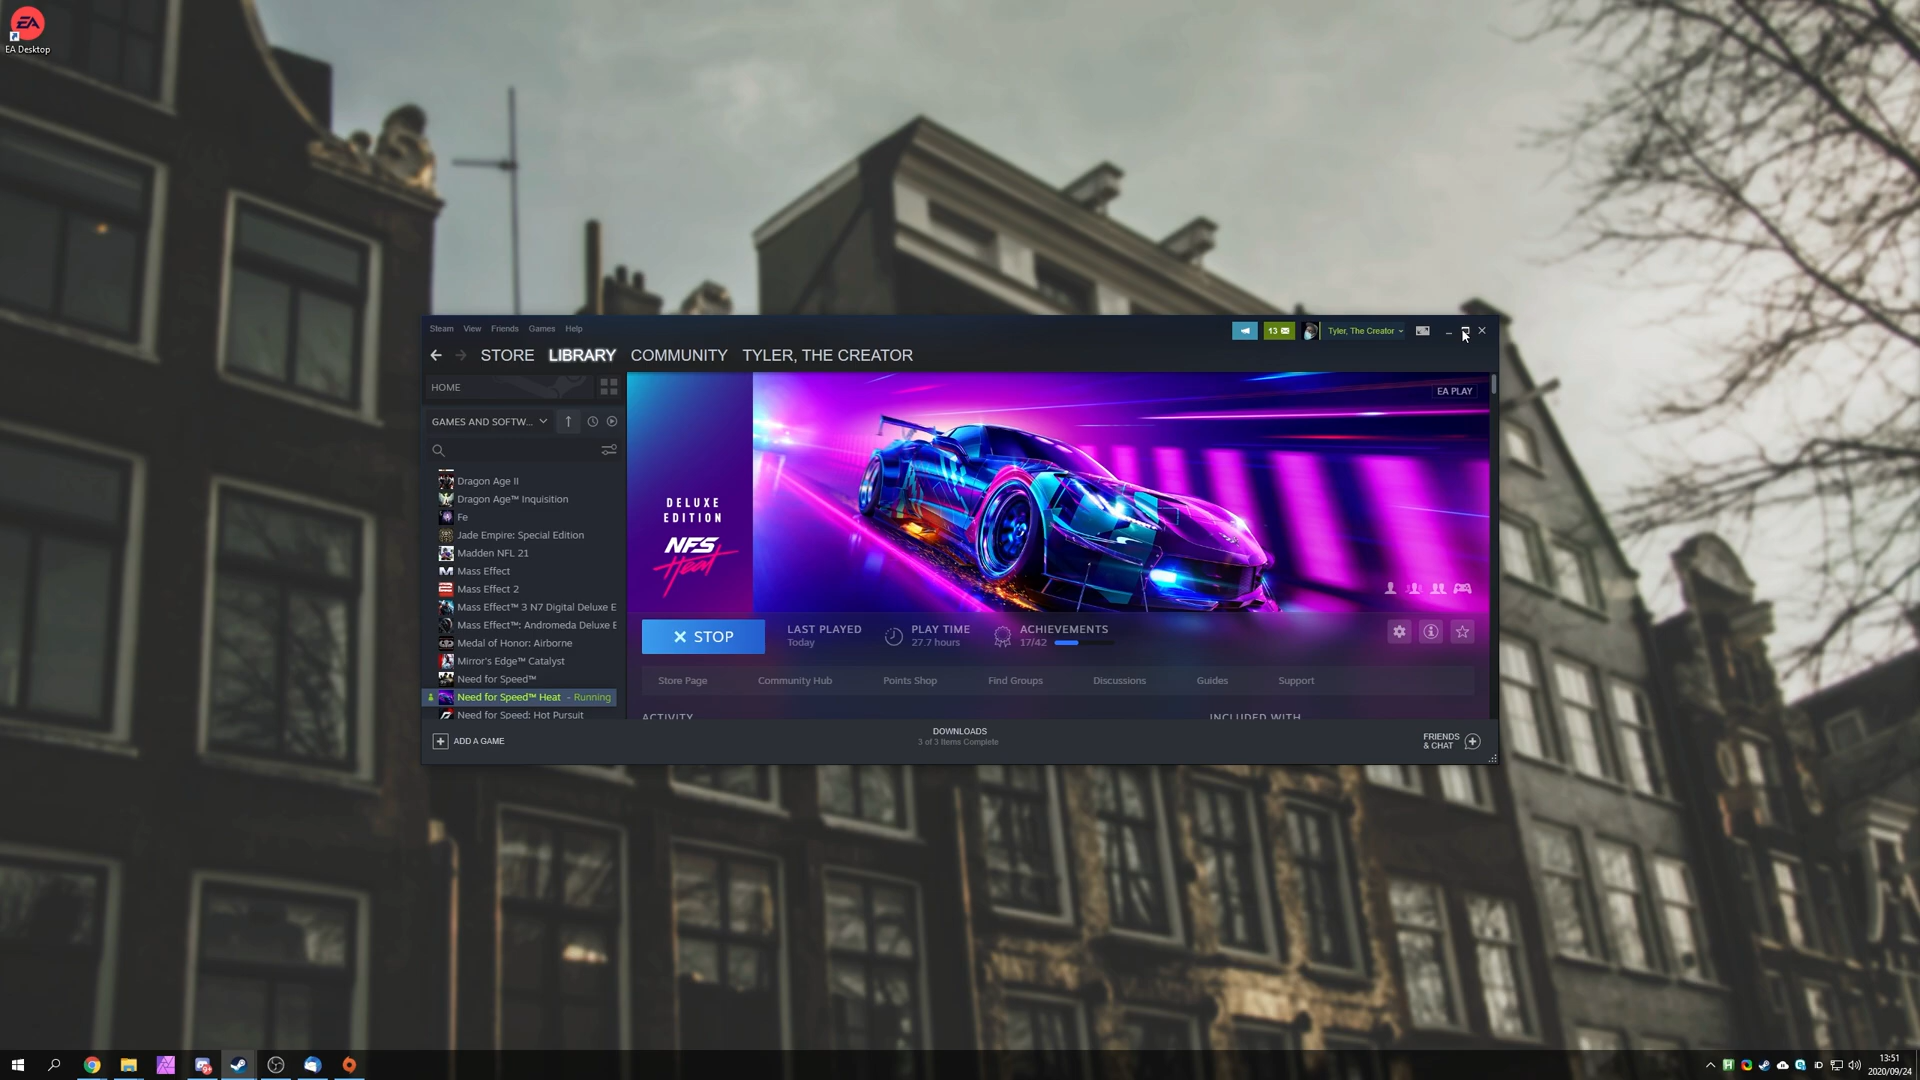 EA
EA Desktop
Steam View Friends Games Help
13
Tyler, The Creator
STORE LIBRARY COMMUNITY TYLER, THE CREATOR
HOME
GAMES AND SOFTW...
Dragon Age II
Dragon Age™ Inquisition
Fe
Jade Empire: Special Edition
Madden NFL 21
Mass Effect
Mass Effect 2
Mass Effect™ 3 N7 Digital Deluxe E
Mass Effect™: Andromeda Deluxe E
Medal of Honor: Airborne
Mirror's Edge™ Catalyst
Need for Speed™
Need for Speed™ Heat - Running
Need for Speed: Hot Pursuit
EA PLAY
DELUXE
EDITION
NFS
Heat
STOP
LAST PLAYED
Today
PLAY TIME
27.7 hours
ACHIEVEMENTS
17/42
Store Page Community Hub Points Shop Find Groups Discussions Guides Support
ACTIVITY
INCLUDED WITH
ADD A GAME
DOWNLOADS
3 of 3 Items Complete
FRIENDS
& CHAT
13:51
2020/09/24